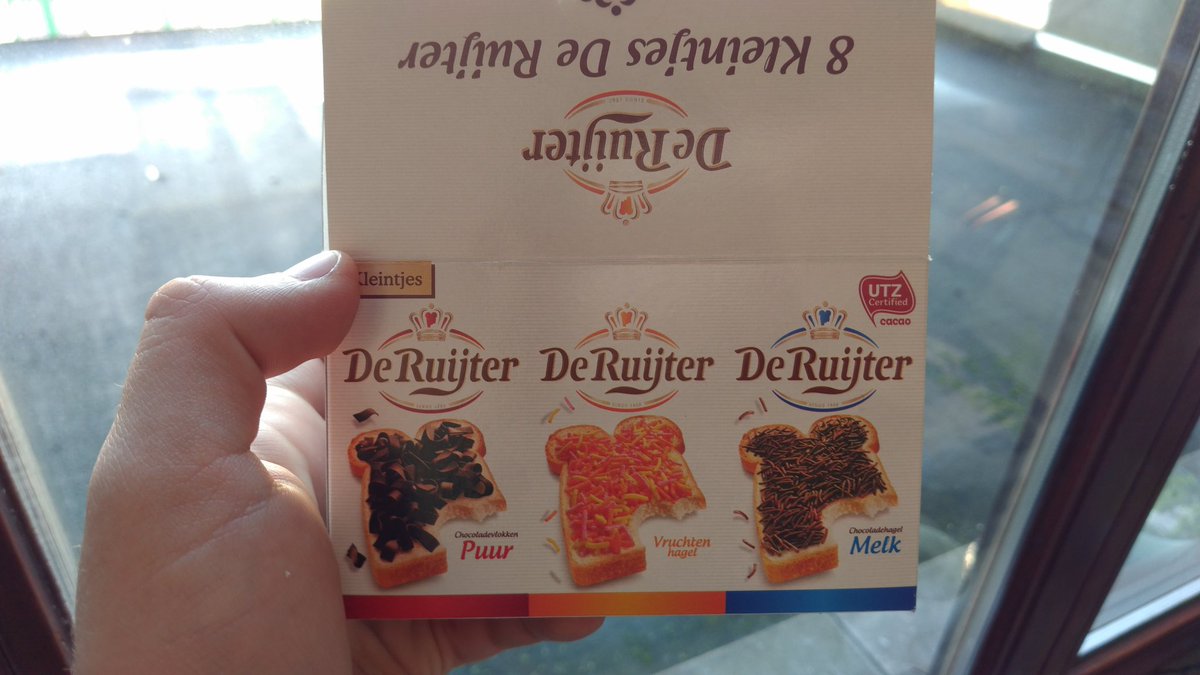 8 Kleintjes De Ruijter
De Ruijter
Kleintjes
UTZ
Certified
cacao
De Ruijter
De Ruijter
De Ruijter
Chocoladevlokken
Puur
Vruchten
hagel
Chocoladehagel
Melk